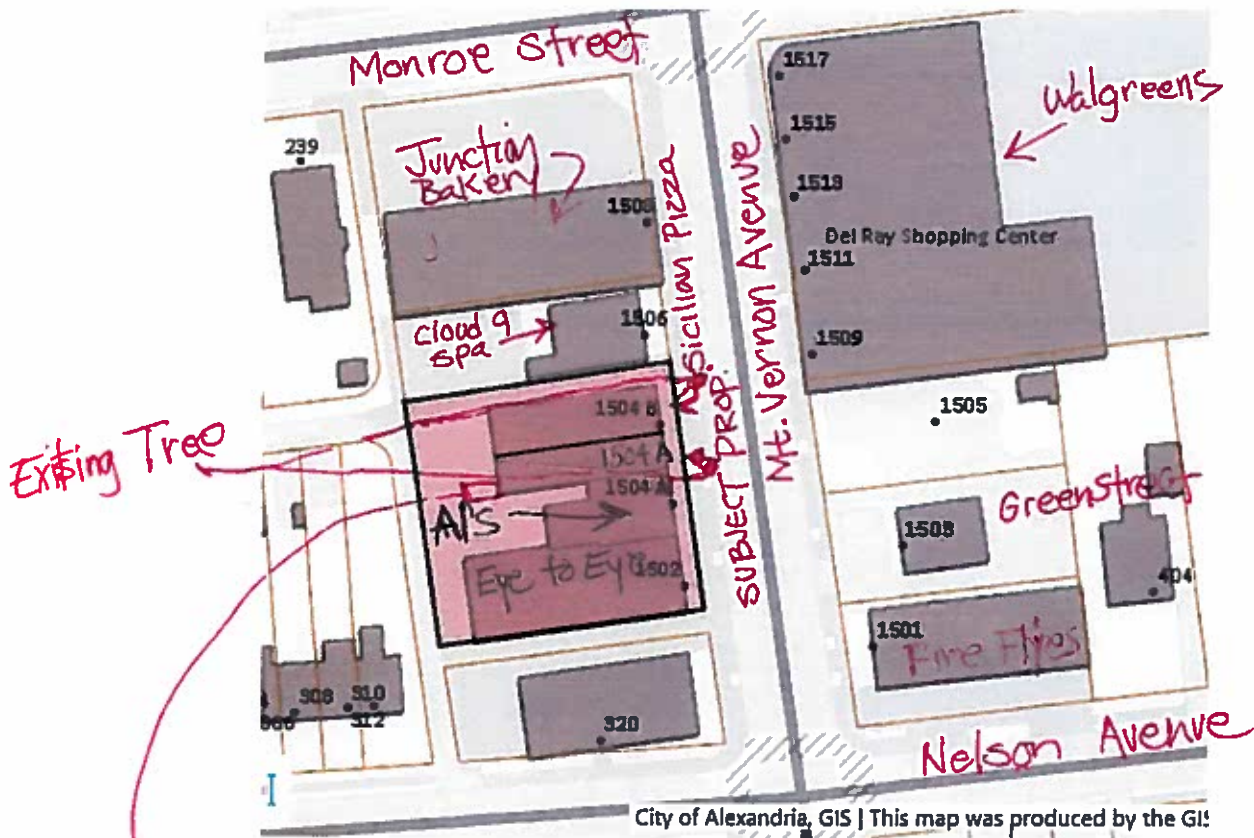 Monroe Street
1517
Walgreens
239
Junction
Bakery
1515
1508
1513
Del Ray Shopping Center
Sicilian Pizza
Mt. Vernon Avenue
1511
Cloud 9
spa
1506
1509
1504 B
1505
Exitsing Tree
1504 A
1504 A
SUBJECT PROP.
Al's
Greenstreet
1503
Eye to Eye
1502
404
1501
Fire Flies
308
310
312
320
Nelson Avenue
City of Alexandria, GIS | This map was produced by the GIS